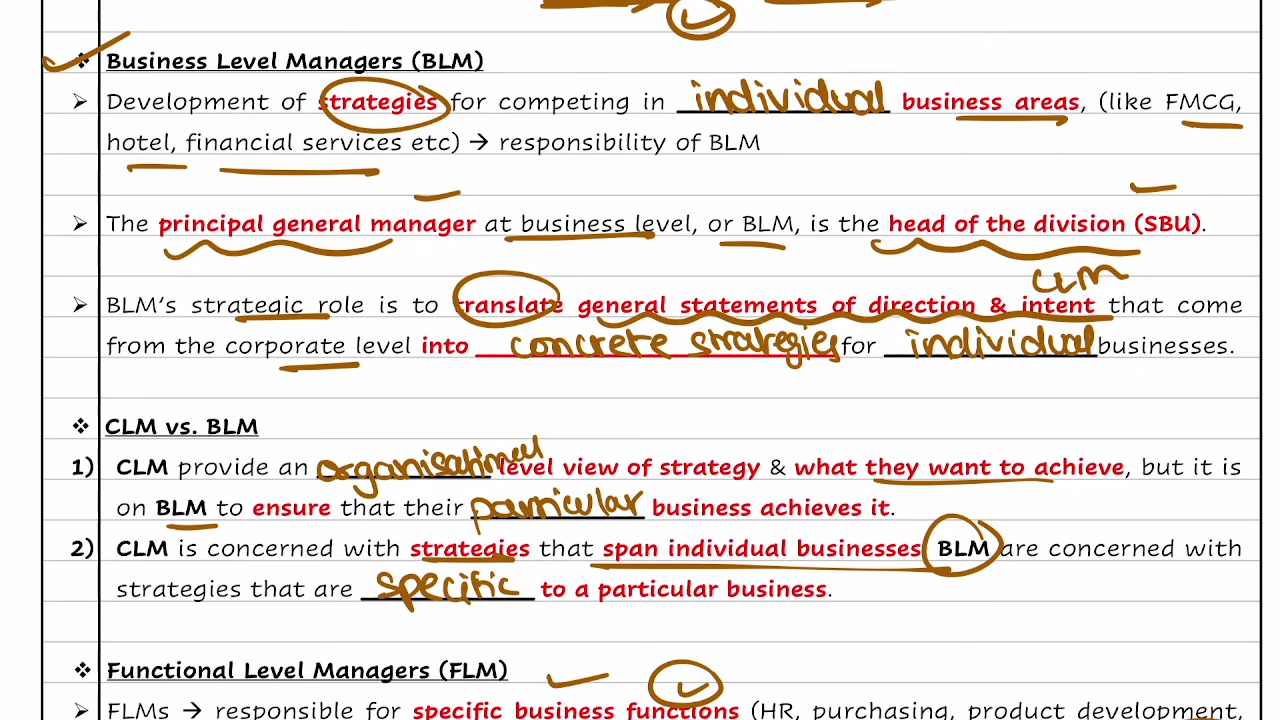 ❖ Business Level Managers (BLM)
➢ Development of strategies for competing in individual business areas, (like FMCG,
hotel, financial services etc) → responsibility of BLM
➢ The principal general manager at business level, or BLM, is the head of the division (SBU).
CLM
➢ BLM's strategic role is to translate general statements of direction & intent that come
from the corporate level into concrete strategies for individual businesses.
❖ CLM vs. BLM
1) CLM provide an organisational level view of strategy & what they want to achieve, but it is
on BLM to ensure that their particular business achieves it.
2) CLM is concerned with strategies that span individual businesses BLM are concerned with
strategies that are specific to a particular business.
❖ Functional Level Managers (FLM)
➢ FLMs → responsible for specific business functions (HR, purchasing, product development,